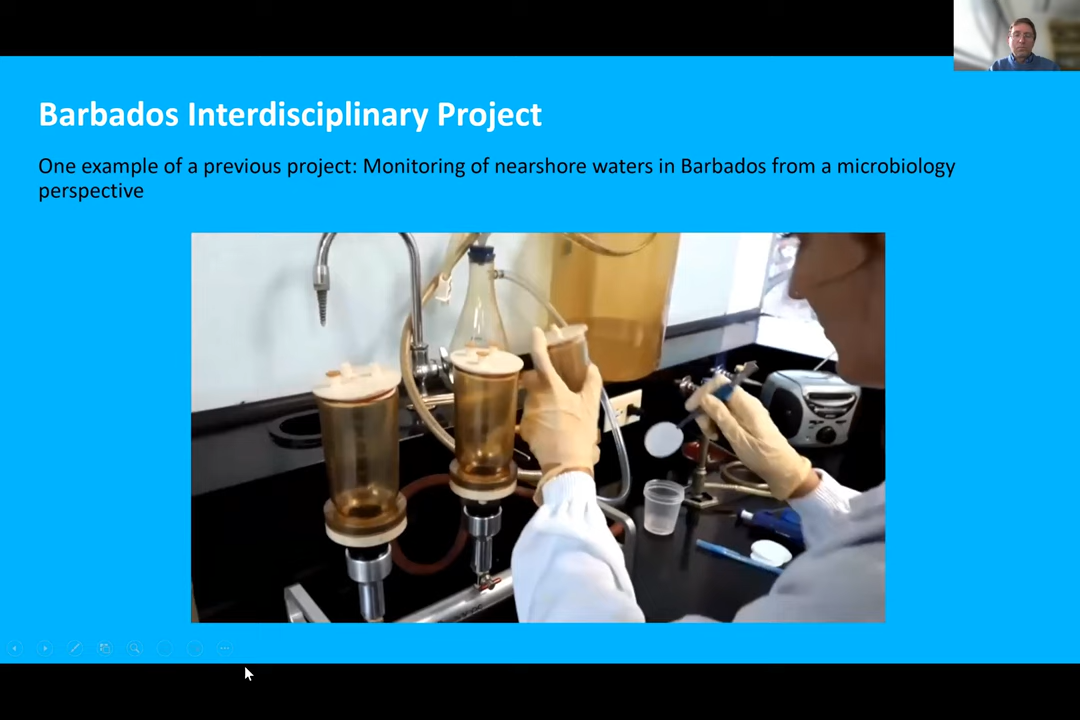 Barbados Interdisciplinary Project
One example of a previous project: Monitoring of nearshore waters in Barbados from a microbiology
perspective